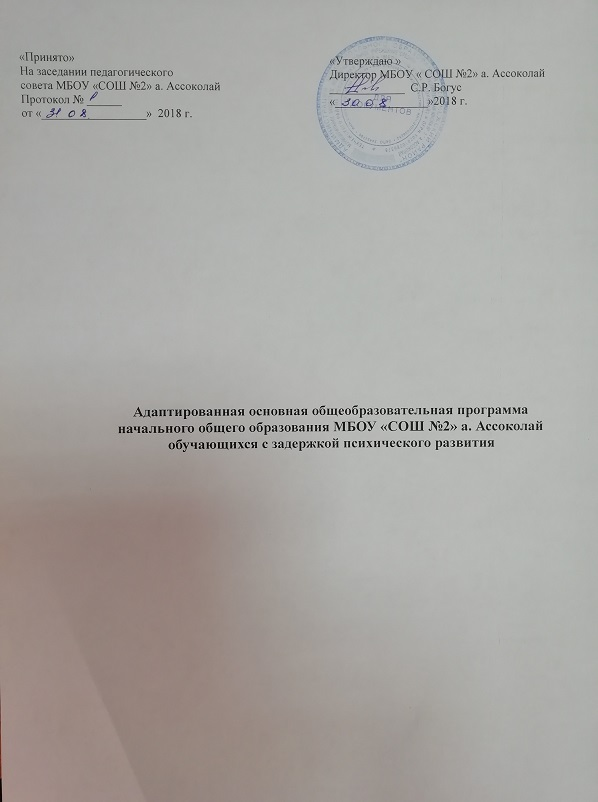 «Принято»
На заседании педагогического
совета МБОУ «СОШ №2» а. Ассоколай
Протокол № 1
от « 31 08 » 2018 г.
«Утверждаю »
Директор МБОУ « СОШ №2» а. Ассоколай
С.Р. Богус
« 30 08 »2018 г.
Адаптированная основная общеобразовательная программа
начального общего образования МБОУ «СОШ №2» а. Ассоколай
обучающихся с задержкой психического развития